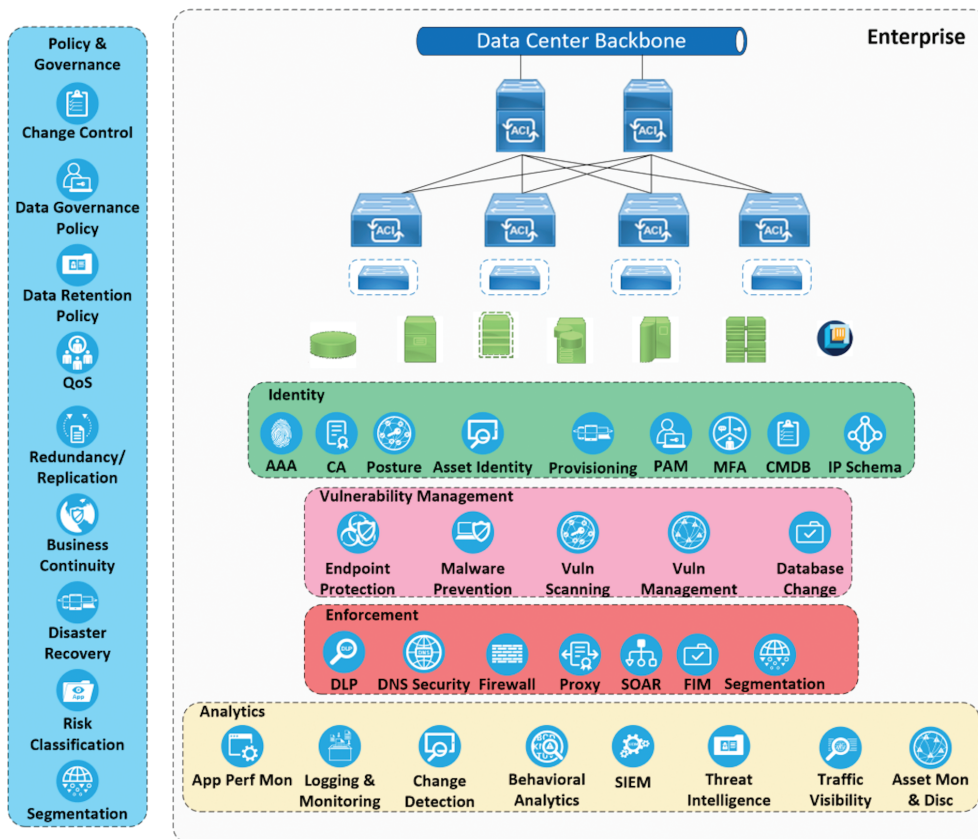 Policy &
Governance
Change Control
Data Governance
Policy
Data Retention
Policy
QoS
Redundancy/
Replication
Business
Continuity
Disaster
Recovery
App
Risk
Classification
Segmentation
Enterprise
Data Center Backbone
ACI
ACI
ACI
ACI
ACI
ACI
Identity
AAA
CA
Posture
Asset Identity
Provisioning
PAM
MFA
CMDB
IP Schema
Vulnerability Management
Endpoint
Protection
Malware
Prevention
Vuln
Scanning
Vuln
Management
Database
Change
Enforcement
DLP
DLP
DNS
DNS Security
Firewall
Proxy
SOAR
FIM
Segmentation
Analytics
App Perf Mon
Logging &
Monitoring
Change
Detection
Behavioral
Analytics
SIEM
Threat
Intelligence
Traffic
Visibility
Asset Mon
& Disc